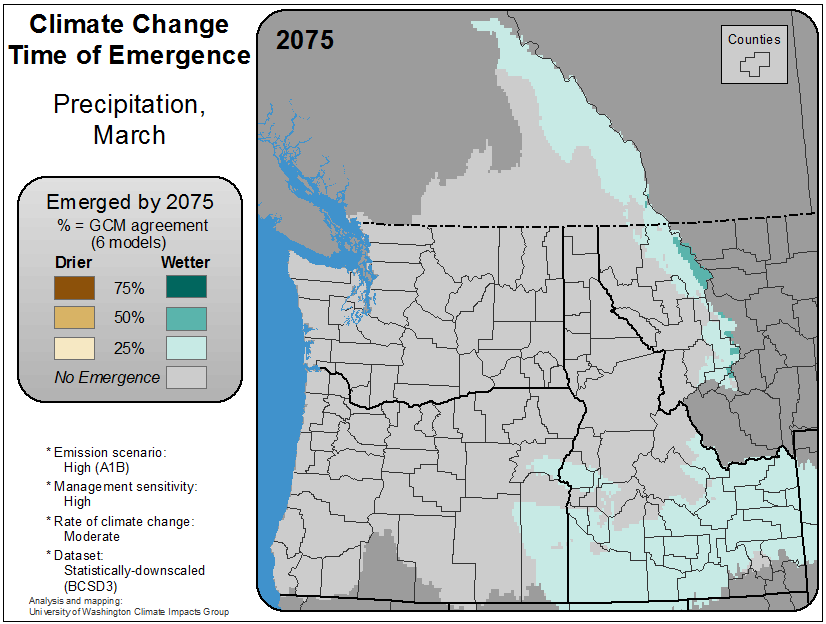 Climate Change
Time of Emergence
Precipitation,
March
Emerged by 2075
% = GCM agreement
(6 models)
Drier Wetter
75%
50%
25%
No Emergence
* Emission scenario:
High (A1B)
* Management sensitivity:
High
* Rate of climate change:
Moderate
* Dataset:
Statistically-downscaled
(BCSD3)
Analysis and mapping:
University of Washington Climate Impacts Group
2075
Counties